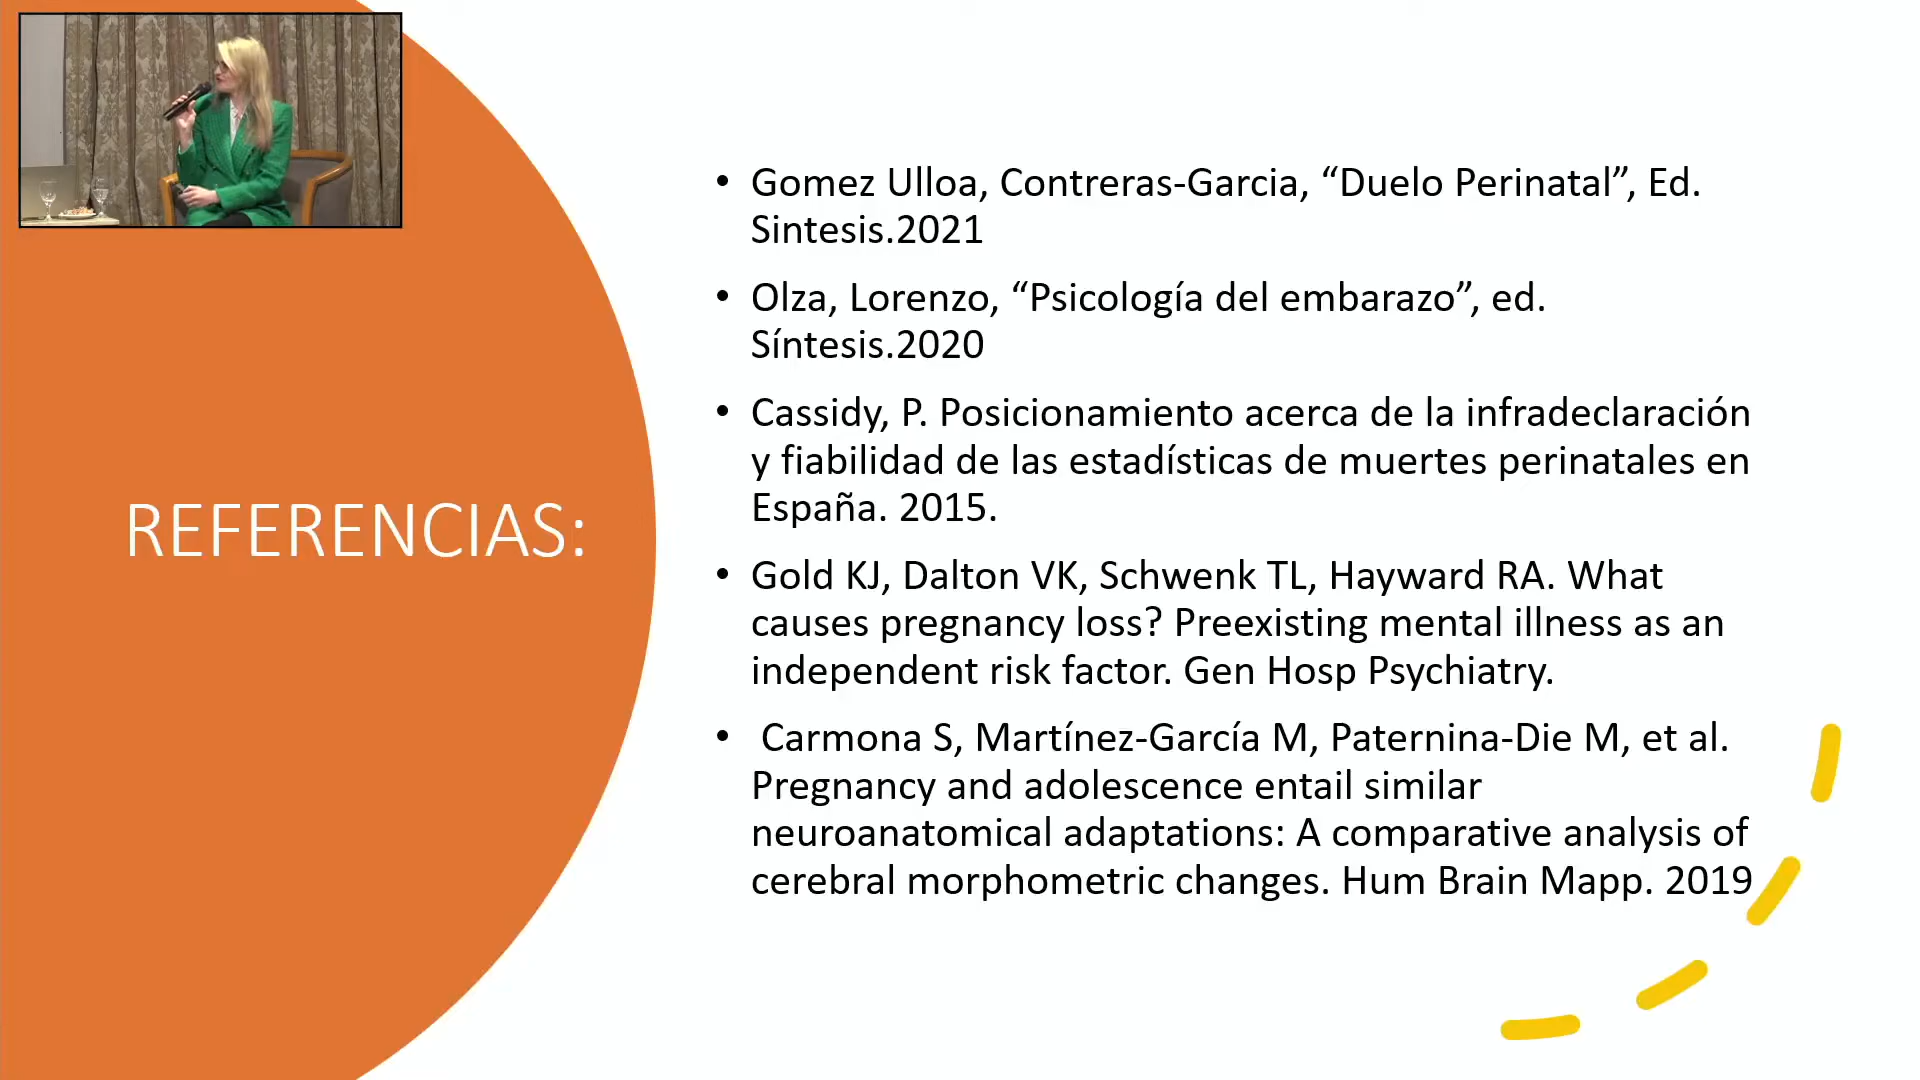 REFERENCIAS:
• Gomez Ulloa, Contreras-Garcia, “Duelo Perinatal”, Ed.
Sintesis.2021
• Olza, Lorenzo, “Psicología del embarazo”, ed.
Síntesis.2020
• Cassidy, P. Posicionamiento acerca de la infradeclaración
y fiabilidad de las estadísticas de muertes perinatales en
España. 2015.
• Gold KJ, Dalton VK, Schwenk TL, Hayward RA. What
causes pregnancy loss? Preexisting mental illness as an
independent risk factor. Gen Hosp Psychiatry.
• Carmona S, Martínez-García M, Paternina-Die M, et al.
Pregnancy and adolescence entail similar
neuroanatomical adaptations: A comparative analysis of
cerebral morphometric changes. Hum Brain Mapp. 2019